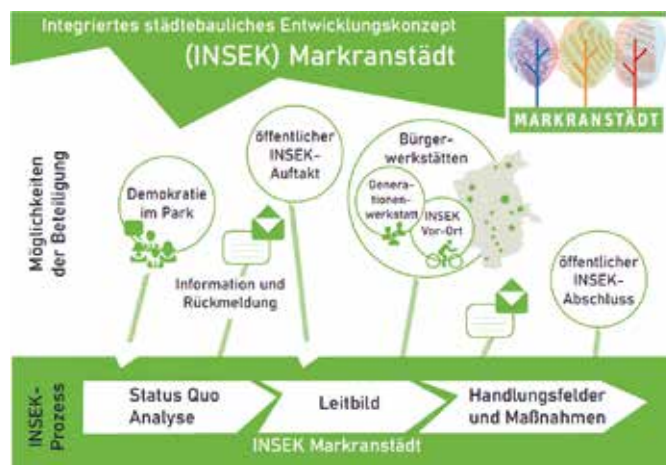 Integriertes städtebauliches Entwicklungskonzept
(INSEK) Markranstädt
MARKRANSTÄDT
Möglichkeiten
der Beteiligung
Demokratie
im Park
Information und
Rückmeldung
öffentlicher
INSEK-
Auftakt
Bürger-
werkstätten
Genera-
tionen-
werkstatt
INSEK
Vor-Ort
öffentlicher
INSEK-
Abschluss
INSEK-
Prozess
Status Quo
Analyse
Leitbild
Handlungsfelder
und Maßnahmen
INSEK Markranstädt